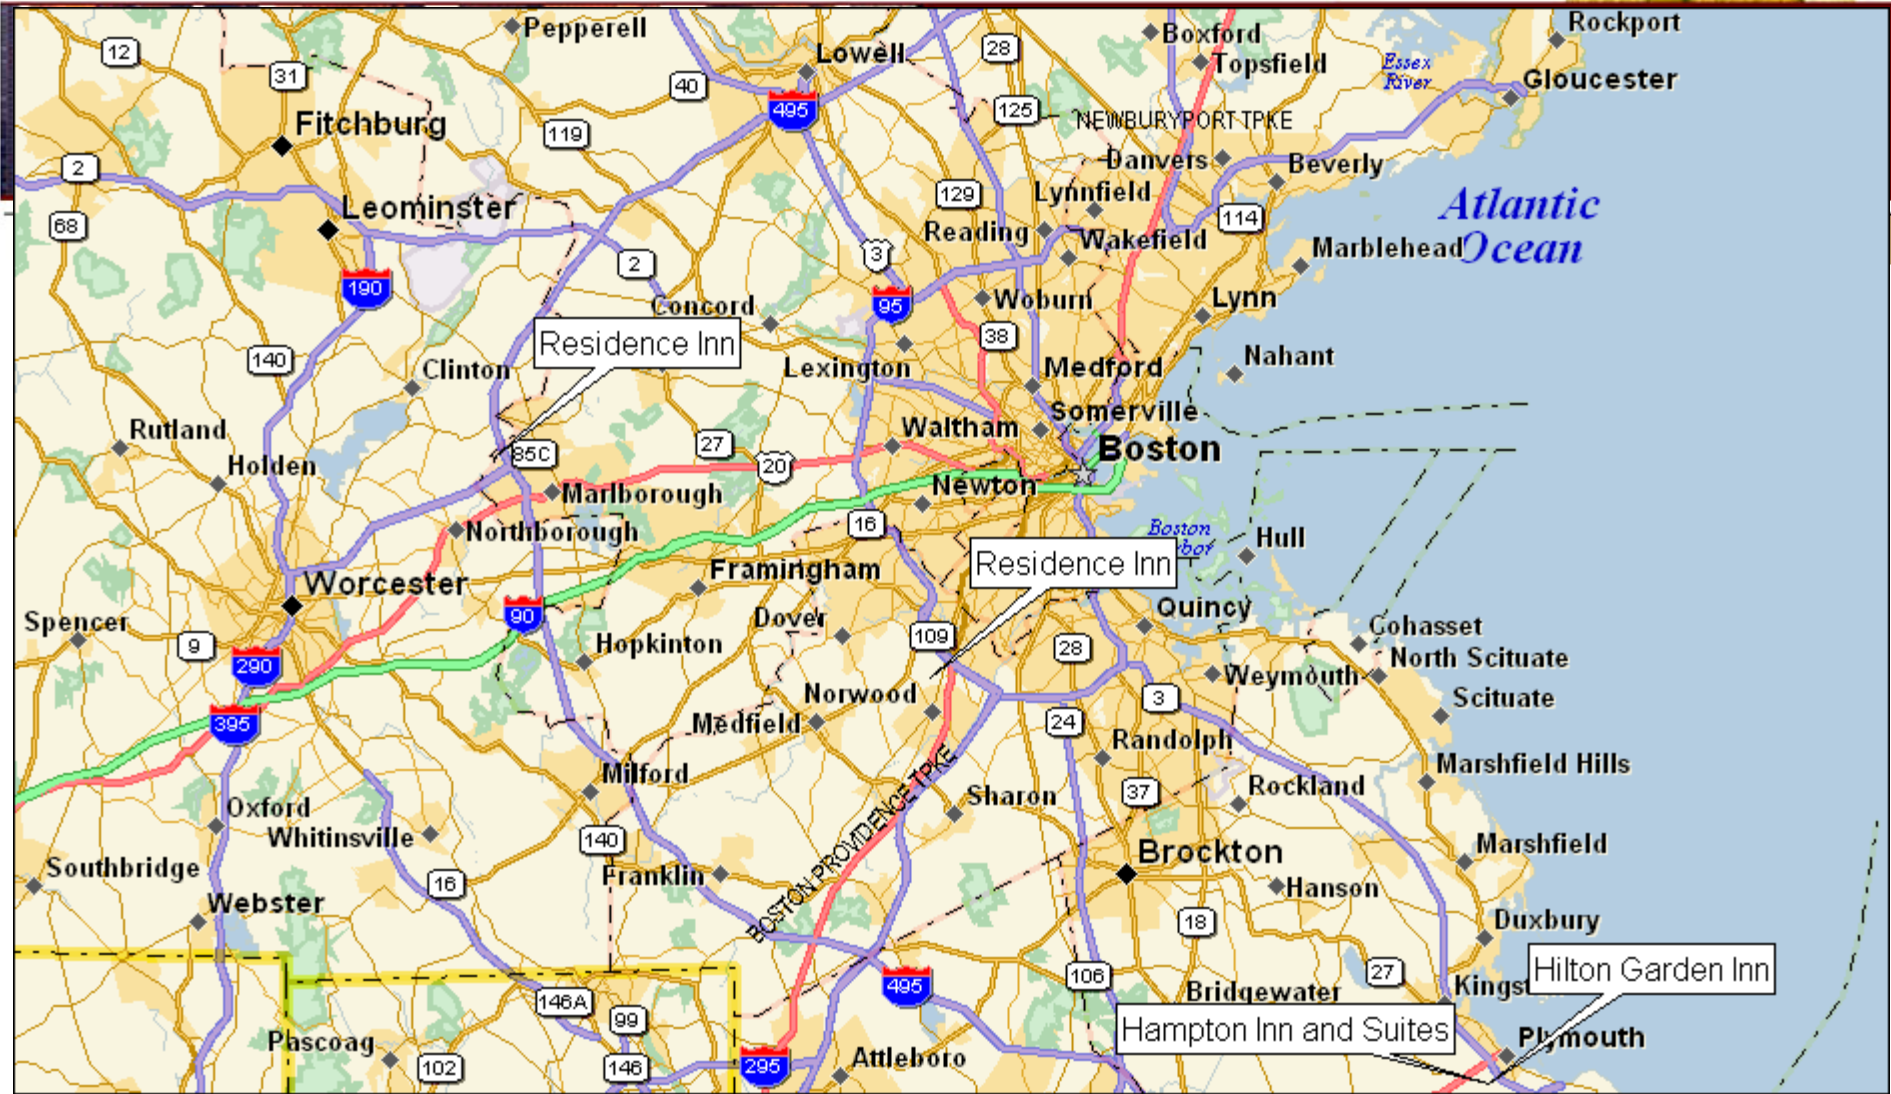 Pepperell
Rockport
12
28
Boxford
Lowell
Topsfield
Essex
River
31
40
Gloucester
495
125
NEWBURYPORT TPKE
Fitchburg
119
2
Danvers
Beverly
129
Lynnfield
Leominster
Atlantic
Ocean
68
114
Reading
Wakefield
Marblehead
3
2
190
95
Concord
Woburn
Lynn
38
Residence Inn
140
Clinton
Lexington
Medford
Nahant
Somerville
Rutland
Waltham
27
Boston
85C
Holden
20
Marlborough
Newton
16
Northborough
Boston
Hull
Residence Inn
Framingham
Worcester
90
Quincy
Spencer
Dover
109
Cohasset
9
Hopkinton
28
290
North Scituate
Weymouth
Norwood
3
Scituate
395
Medfield
24
Randolph
Milford
Marshfield Hills
BOSTON PROVIDENCE TPKE
37
Rockland
Sharon
Oxford
Whitinsville
140
Marshfield
Brockton
Southbridge
Franklin
16
Hanson
Webster
18
Duxbury
Hilton Garden Inn
27
106
495
Bridgewater
146A
99
Hampton Inn and Suites
Plymouth
Pascoag
102
146
295
Attleboro